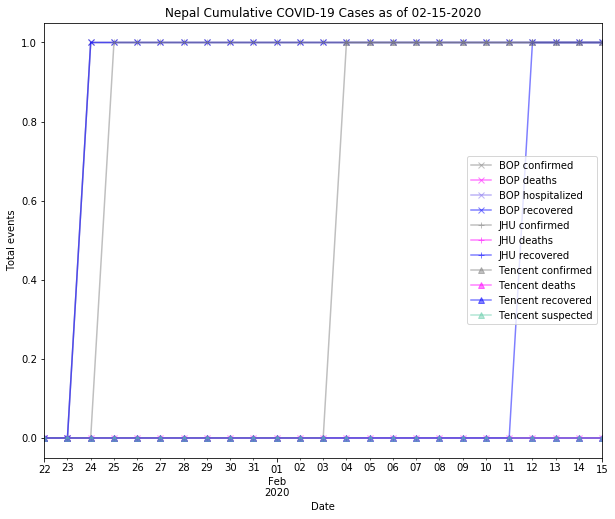 Nepal Cumulative COVID-19 Cases as of 02-15-2020
Total events
1.0
0.8
0.6
0.4
0.2
0.0
BOP confirmed
BOP deaths
BOP hospitalized
BOP recovered
JHU confirmed
JHU deaths
JHU recovered
Tencent confirmed
Tencent deaths
Tencent recovered
Tencent suspected
22 23 24 25 26 27 28 29 30 31 01 02 03 04 05 06 07 08 09 10 11 12 13 14 15
Feb
2020
Date